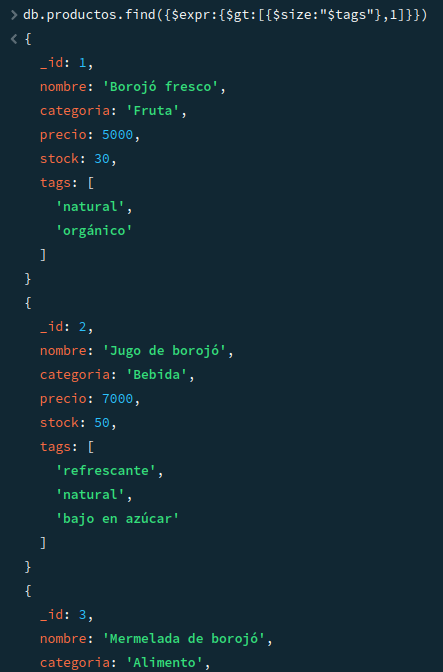 > db.productos.find({$expr:{$gt:[{$size:"$tags"},1]}})
< {
_id: 1,
nombre: 'Borojó fresco',
categoria: 'Fruta',
precio: 5000,
stock: 30,
tags: [
'natural',
'orgánico'
]
}
{
_id: 2,
nombre: 'Jugo de borojó',
categoria: 'Bebida',
precio: 7000,
stock: 50,
tags: [
'refrescante',
'natural',
'bajo en azúcar'
]
}
{
_id: 3,
nombre: 'Mermelada de borojó',
categoria: 'Alimento',